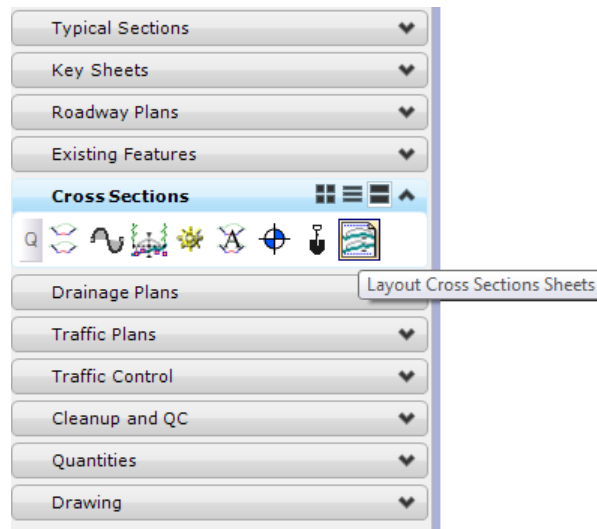 Typical Sections
Key Sheets
Roadway Plans
Existing Features
Cross Sections
Q
A
Drainage Plans
Layout Cross Sections Sheets
Traffic Plans
Traffic Control
Cleanup and QC
Quantities
Drawing